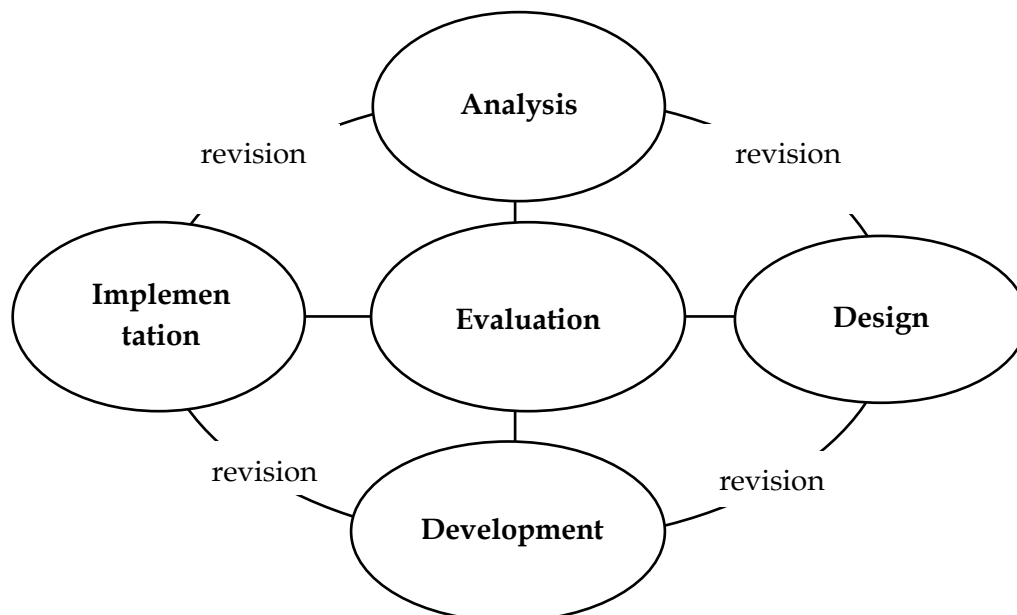 Analysis
revision
revision
Implemen
tation
Evaluation
Design
revision
revision
Development